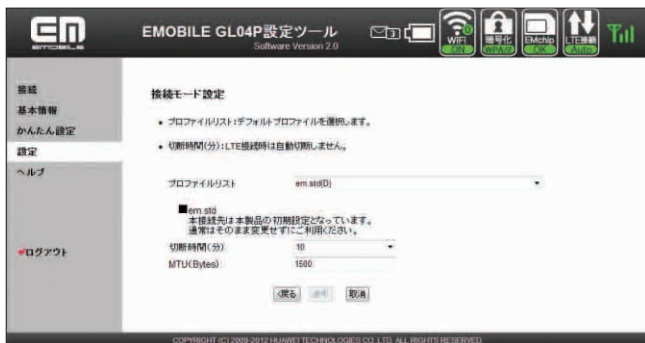 EM
EMOBILE
EMOBILE GL04P設定ツール
Software Version 2.0
3
WiFi
ON
暗号化
WPA/2
EMchip
OK
LTE接続
Auto
接続
基本情報
かんたん設定
設定
ヘルプ
ログアウト
接続モード設定
・プロファイルリスト:デフォルトプロファイルを選択します。
・切断時間(分):LTE接続時は自動切断しません。
プロファイルリスト em.std(D)
■em.std
本接続先は本製品の初期設定となっています。
通常はそのまま変更せずにご利用ください。
切断時間(分) 10
MTU(Bytes) 1500
<戻る 適用 取消
COPYRIGHT (C) 2009-2012 HUAWEI TECHNOLOGIES CO.,LTD. ALL RIGHTS RESERVED.